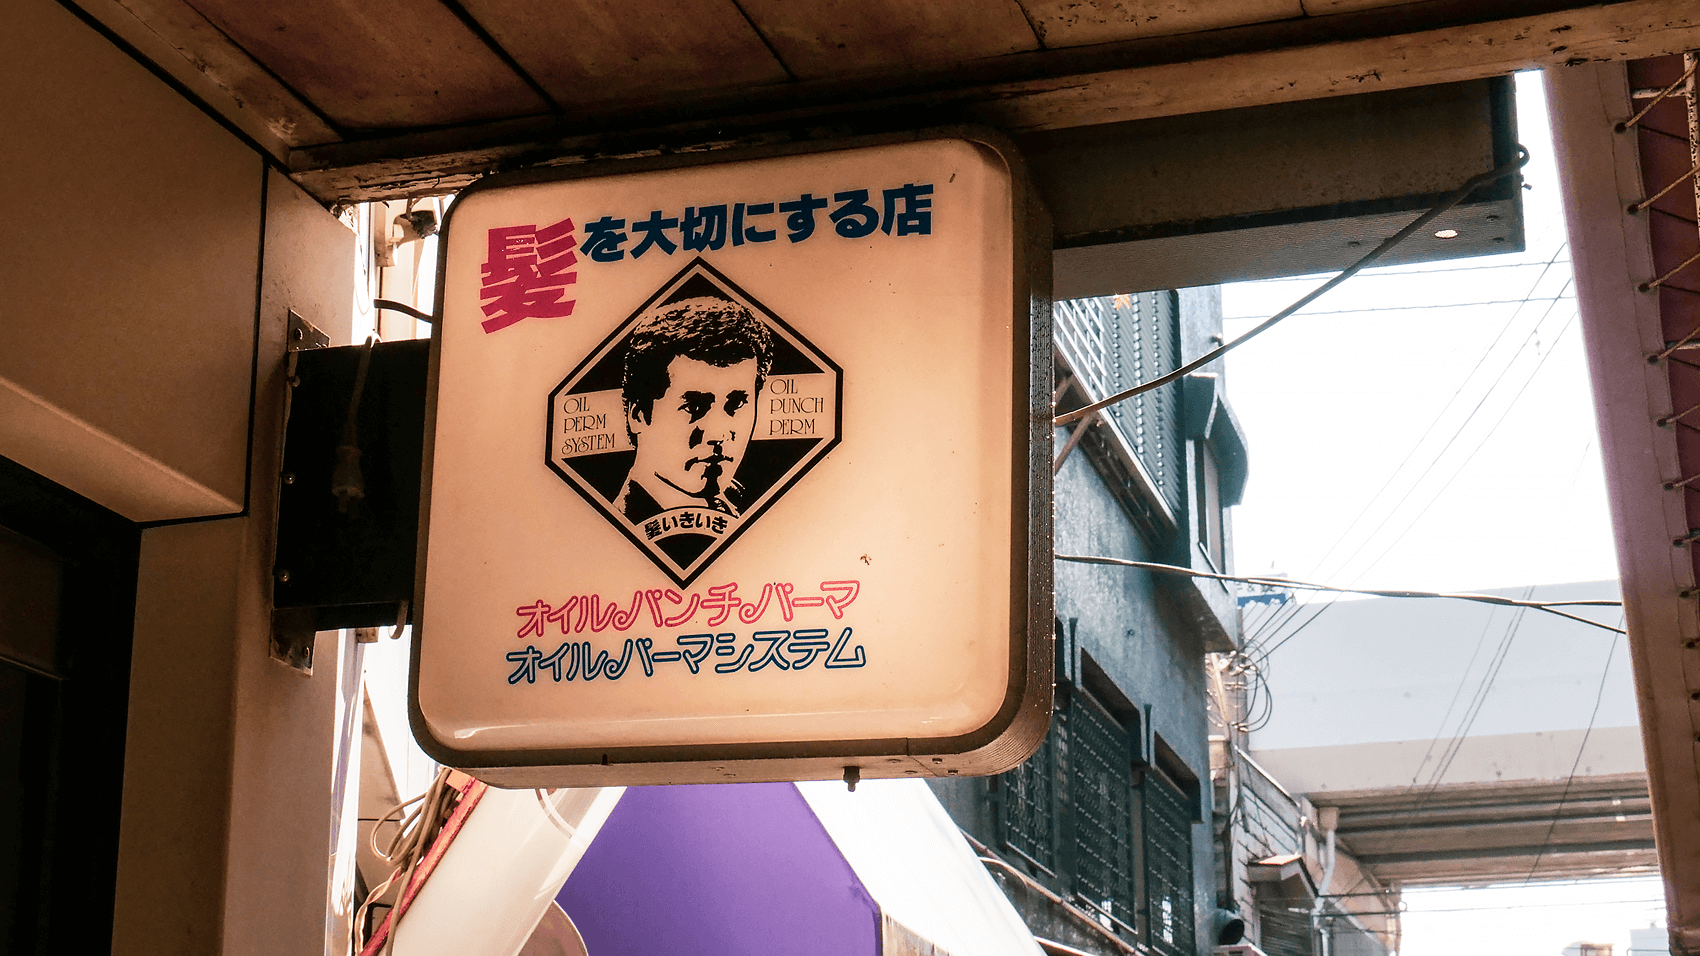 髪を大切にする店
OIL
PERM
SYSTEM
OIL
PUNCH
PERM
髪いきいき
オイルパンチパーマ
オイルパーマシステム